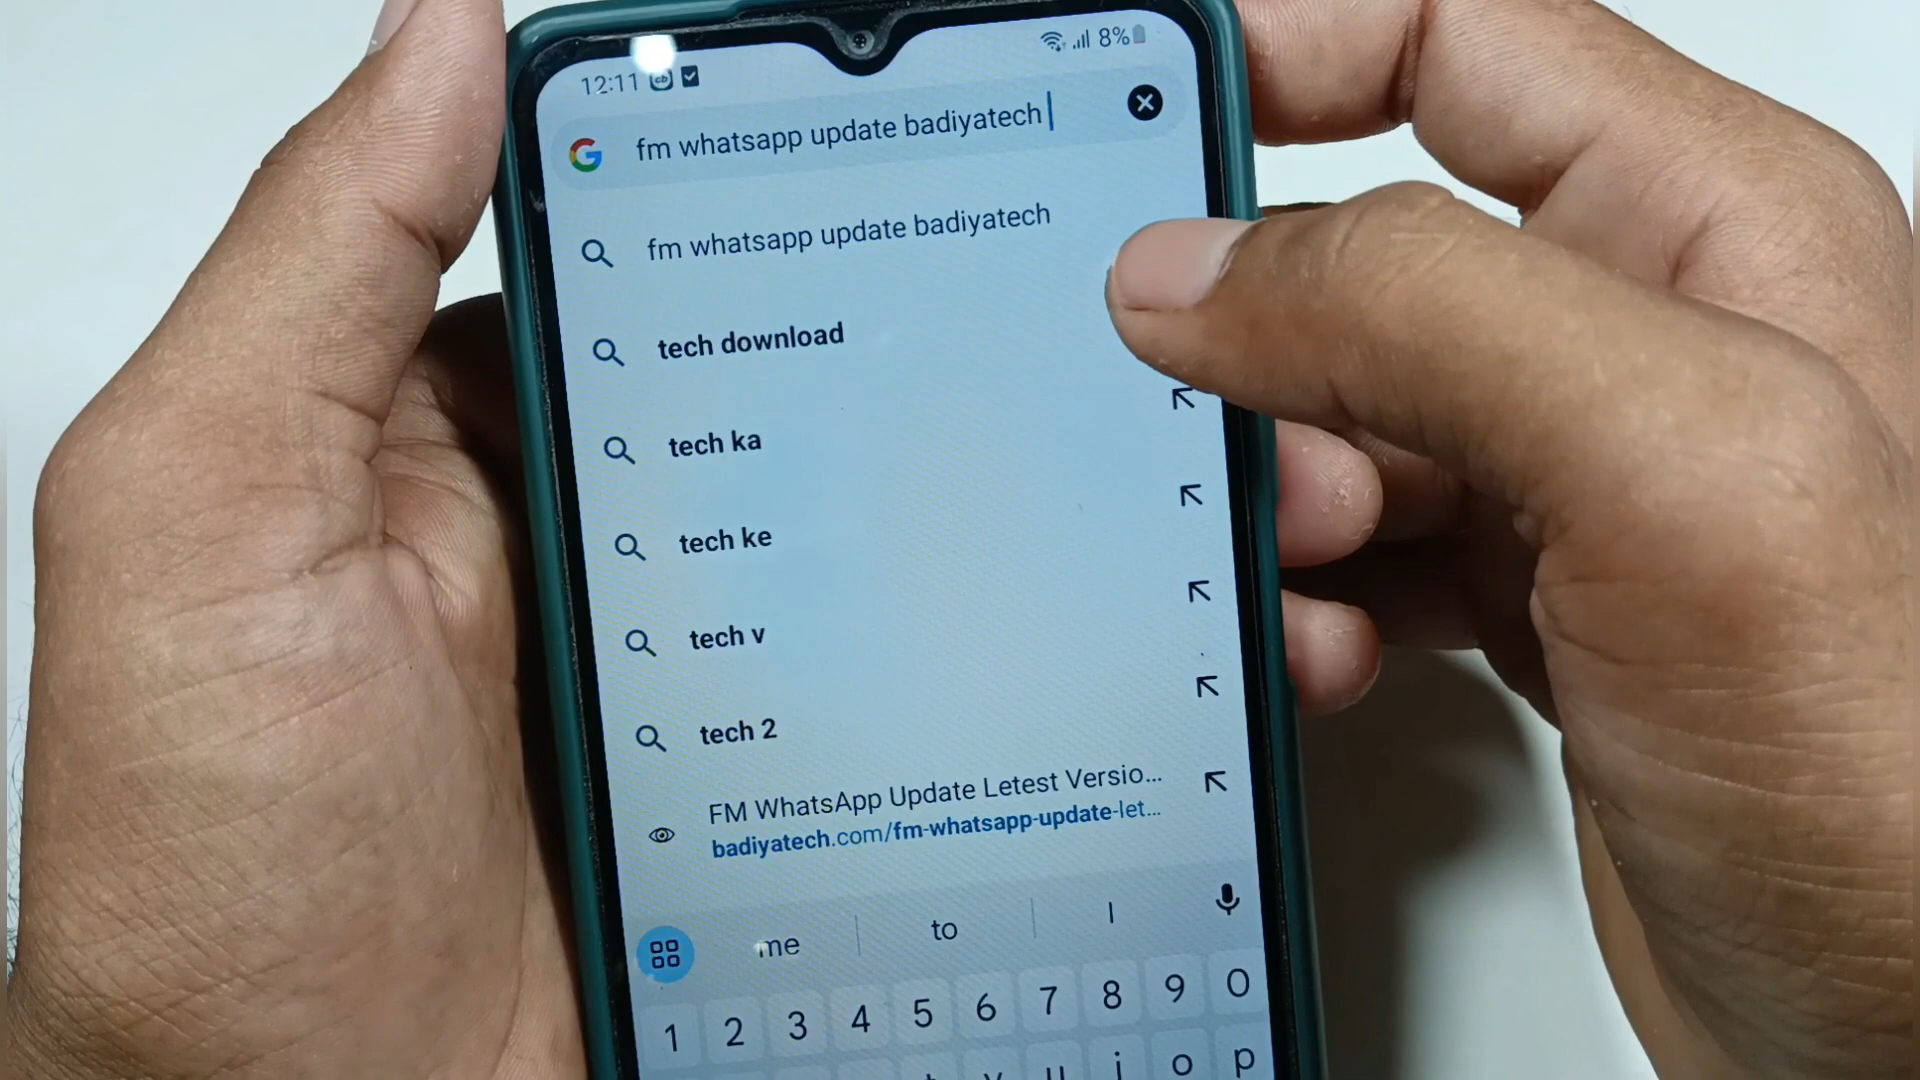 12:11 8%
fm whatsapp update badiyatech
fm whatsapp update badiyatech
tech download
tech ka
tech ke
tech v
tech 2
FM WhatsApp Update Letest Versio...
badiyatech.com/fm-whatsapp-update-let...
me to I
1 2 3 4 5 6 7 8 9 0
u i o p